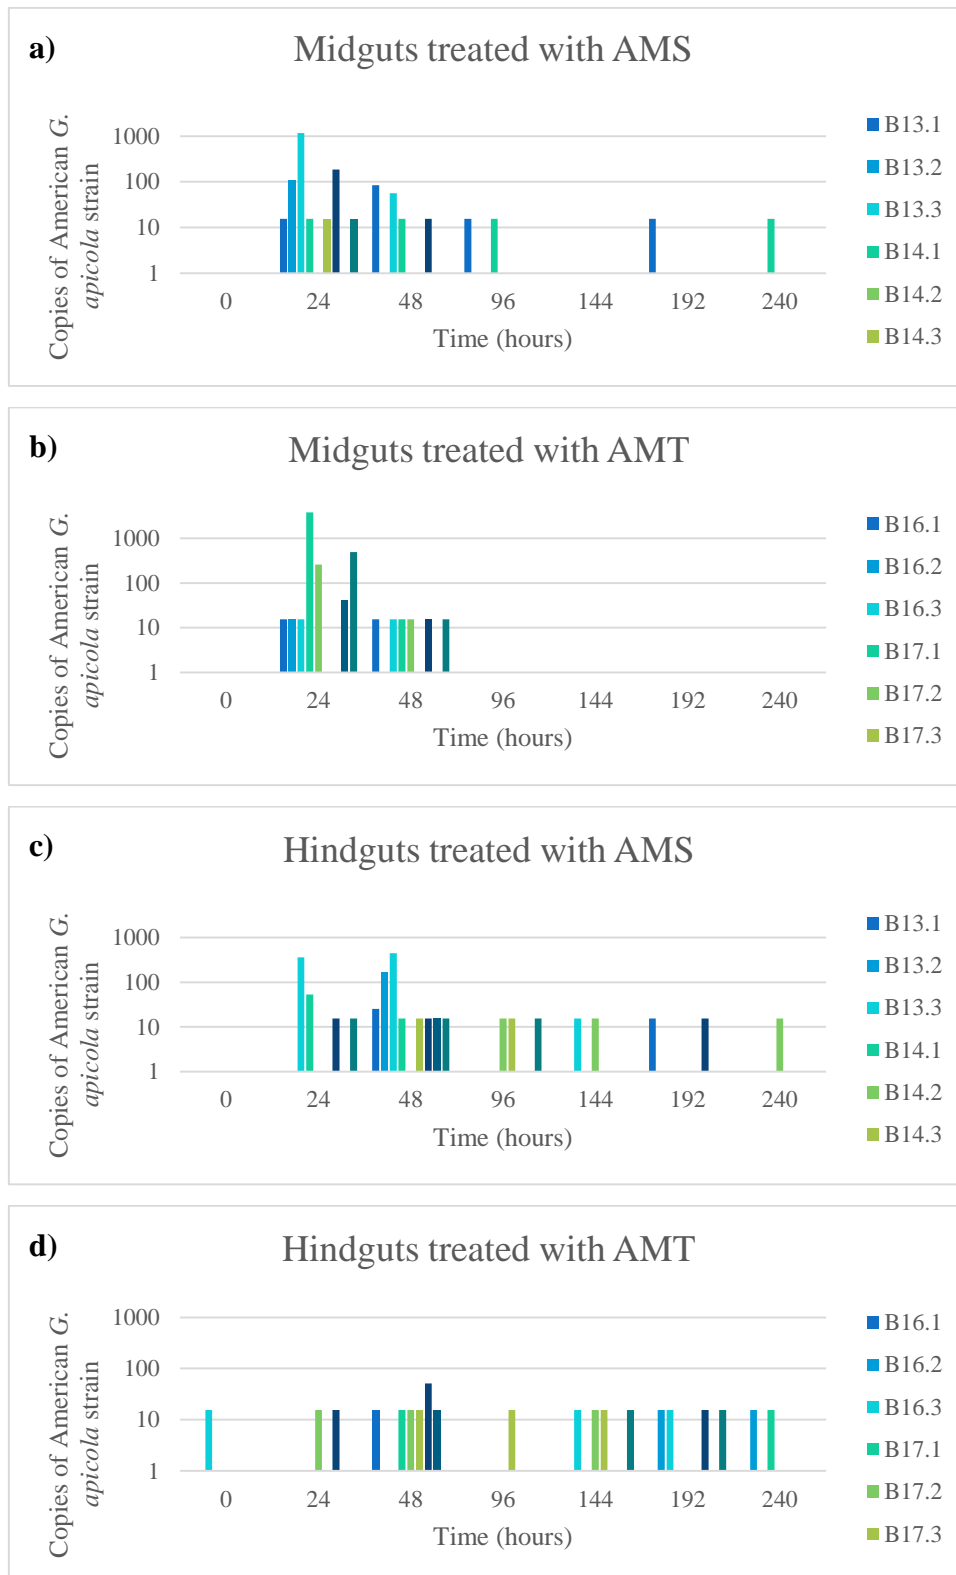 a)
Midguts treated with AMS
Copies of American G.
apicola strain
1000
100
10
1
0 24 48 96 144 192 240
Time (hours)
B13.1
B13.2
B13.3
B14.1
B14.2
B14.3
b)
Midguts treated with AMT
Copies of American G.
apicola strain
1000
100
10
1
0 24 48 96 144 192 240
Time (hours)
B16.1
B16.2
B16.3
B17.1
B17.2
B17.3
c)
Hindguts treated with AMS
Copies of American G.
apicola strain
1000
100
10
1
0 24 48 96 144 192 240
Time (hours)
B13.1
B13.2
B13.3
B14.1
B14.2
B14.3
d)
Hindguts treated with AMT
Copies of American G.
apicola strain
1000
100
10
1
0 24 48 96 144 192 240
Time (hours)
B16.1
B16.2
B16.3
B17.1
B17.2
B17.3